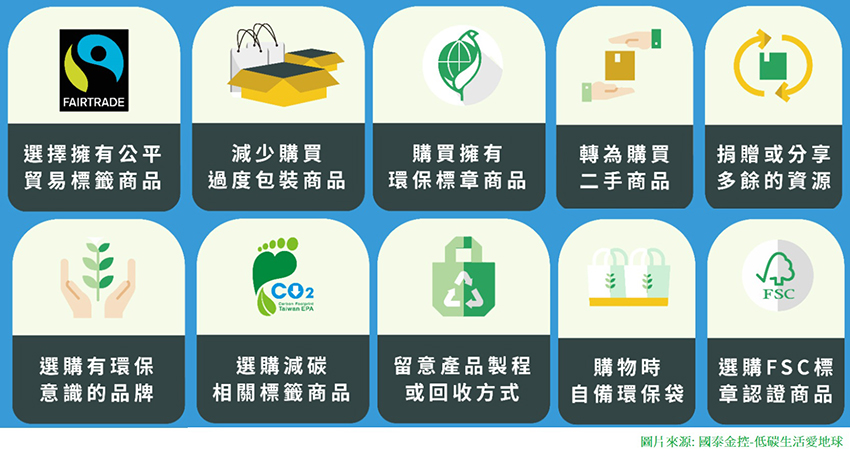 FAIRTRADE
選擇擁有公平
貿易標籤商品
減少購買
過度包裝商品
購買擁有
環保標章商品
轉為購買
二手商品
捐贈或分享
多餘的資源
選購有環保
意識的品牌
CO2
Carbon Footprint
Taiwan EPA
選購減碳
相關標籤商品
留意產品製程
或回收方式
購物時
自備環保袋
FSC
選購FSC標
章認證商品
圖片來源: 國泰金控-低碳生活愛地球